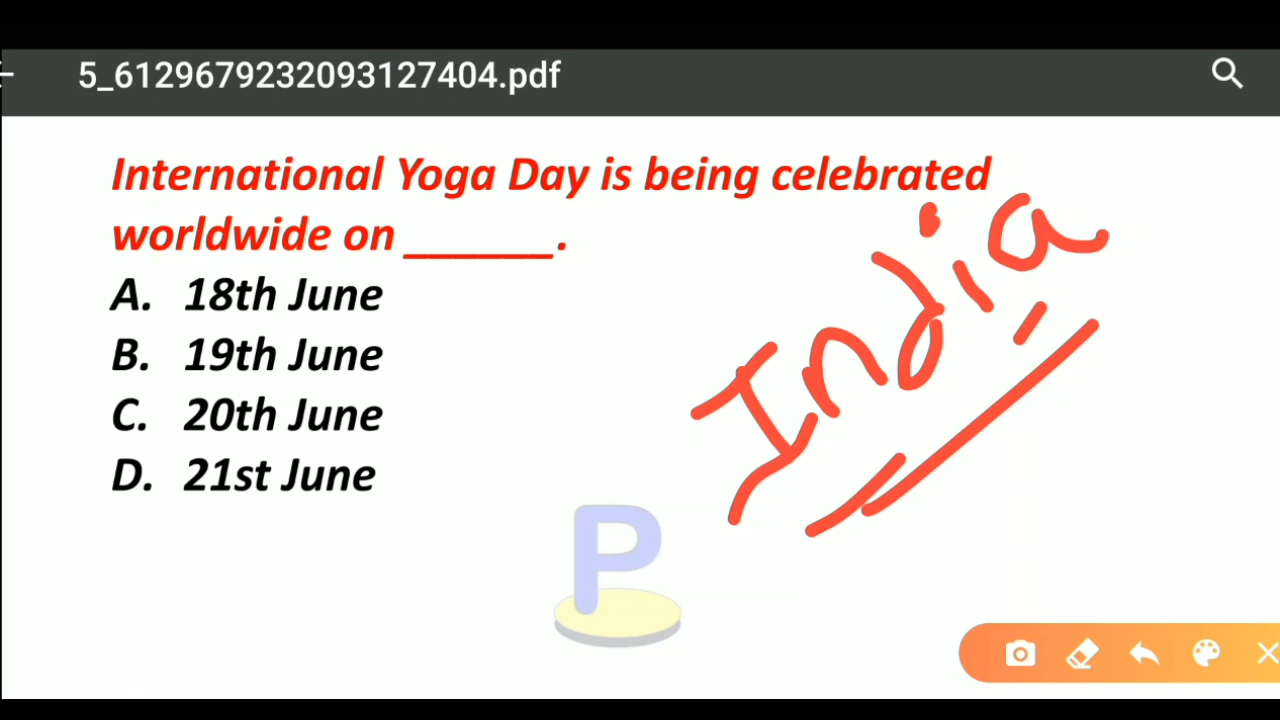 5_6129679232093127404.pdf
International Yoga Day is being celebrated
worldwide on ______.
A. 18th June
B. 19th June
C. 20th June
D. 21st June
India
P